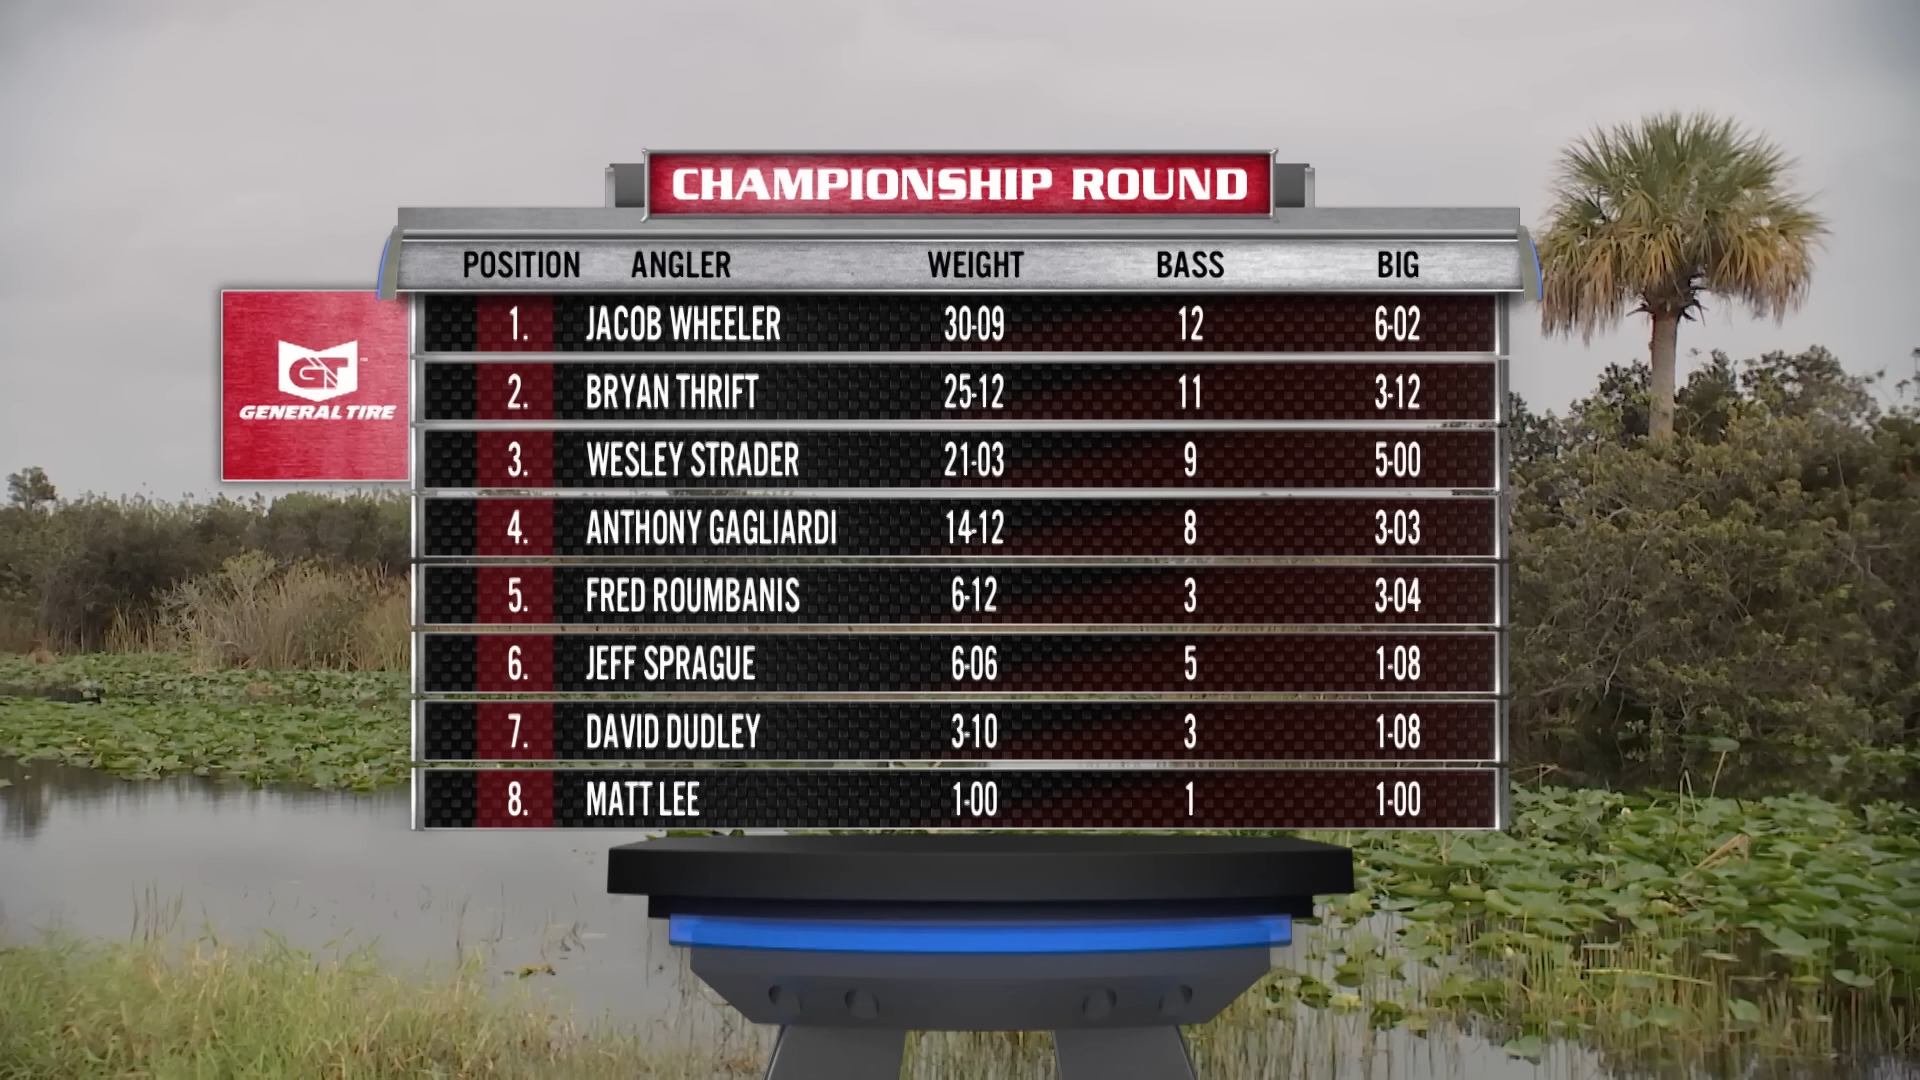 CHAMPIONSHIP ROUND
POSITION ANGLER WEIGHT BASS BIG
1. JACOB WHEELER 30-09 12 6-02
2. BRYAN THRIFT 25-12 11 3-12
3. WESLEY STRADER 21-03 9 5-00
4. ANTHONY GAGLIARDI 14-12 8 3-03
5. FRED ROUMBANIS 6-12 3 3-04
6. JEFF SPRAGUE 6-06 5 1-08
7. DAVID DUDLEY 3-10 3 1-08
8. MATT LEE 1-00 1 1-00
GT™
GENERAL TIRE